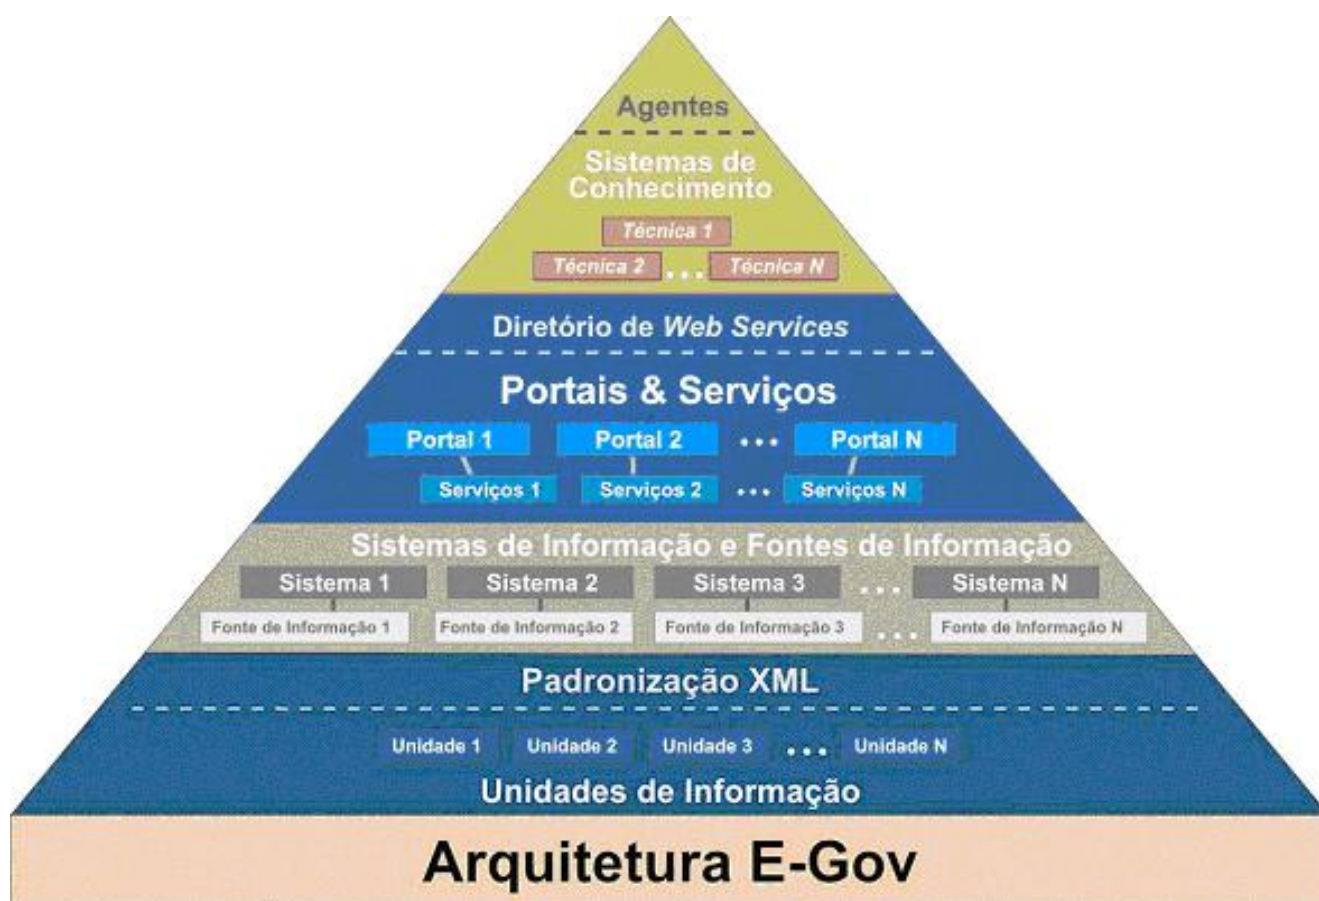 Agentes
Sistemas de
Conhecimento
Técnica 1
Técnica 2 ... Técnica N
Diretório de Web Services
Portais & Serviços
Portal 1 Portal 2 ... Portal N
Serviços 1 Serviços 2 ... Serviços N
Sistemas de Informação e Fontes de Informação
Sistema 1 Sistema 2 Sistema 3 ... Sistema N
Fonte de Informação 1 Fonte de Informação 2 Fonte de Informação 3 ... Fonte de Informação N
Padronização XML
Unidade 1 Unidade 2 Unidade 3 ... Unidade N
Unidades de Informação
Arquitetura E-Gov